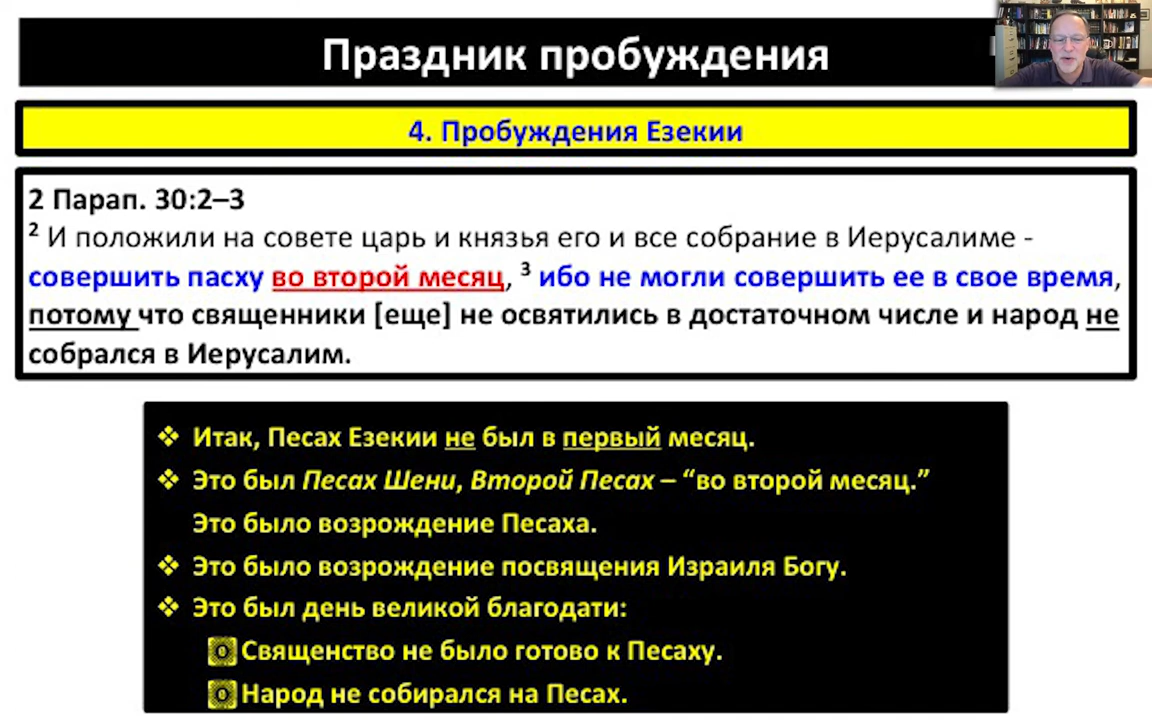 Праздник пробуждения
4. Пробуждения Езекии
2 Парап. 30:2–3
² И положили на совете царь и князья его и все собрание в Иерусалиме -
совершить пасху во второй месяц, ³ ибо не могли совершить ее в свое время,
потому что священники [еще] не освятились в достаточном числе и народ не
собрался в Иерусалим.
❖ Итак, Песах Езекии не был в первый месяц.
❖ Это был Песах Шени, Второй Песах – “во второй месяц.”
Это было возрождение Песаха.
❖ Это было возрождение посвящения Израиля Богу.
❖ Это был день великой благодати:
Священство не было готово к Песаху.
Народ не собирался на Песах.